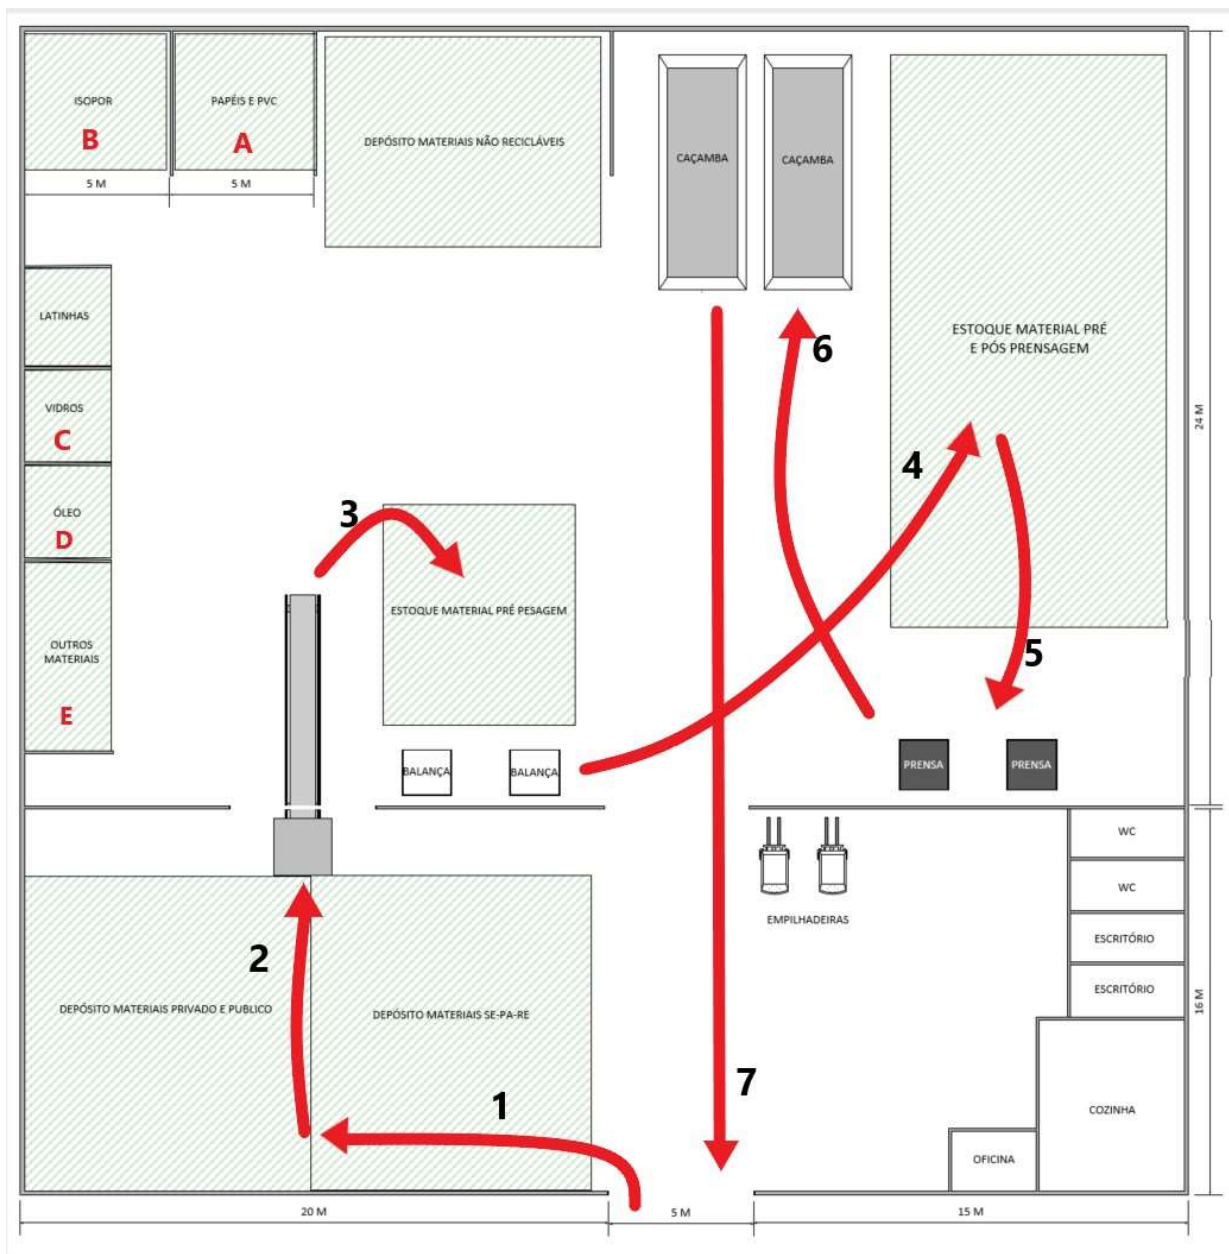 ISOPOR
B
PAPÉIS E PVC
A
5 M
5 M
DEPÓSITO MATERIAIS NÃO RECICLÁVEIS
CAÇAMBA
CAÇAMBA
ESTOQUE MATERIAL PRÉ
E PÓS PRENSAGEM
24 M
LATINHAS
VIDROS
C
ÓLEO
D
OUTROS
MATERIAIS
E
6
4
3
ESTOQUE MATERIAL PRÉ PESAGEM
5
BALANÇA
BALANÇA
PRENSA
PRENSA
WC
WC
ESCRITÓRIO
ESCRITÓRIO
EMPILHADEIRAS
2
DEPÓSITO MATERIAIS PRIVADO E PUBLICO
DEPÓSITO MATERIAIS SE-PA-RE
16 M
1
7
COZINHA
OFICINA
20 M
5 M
15 M